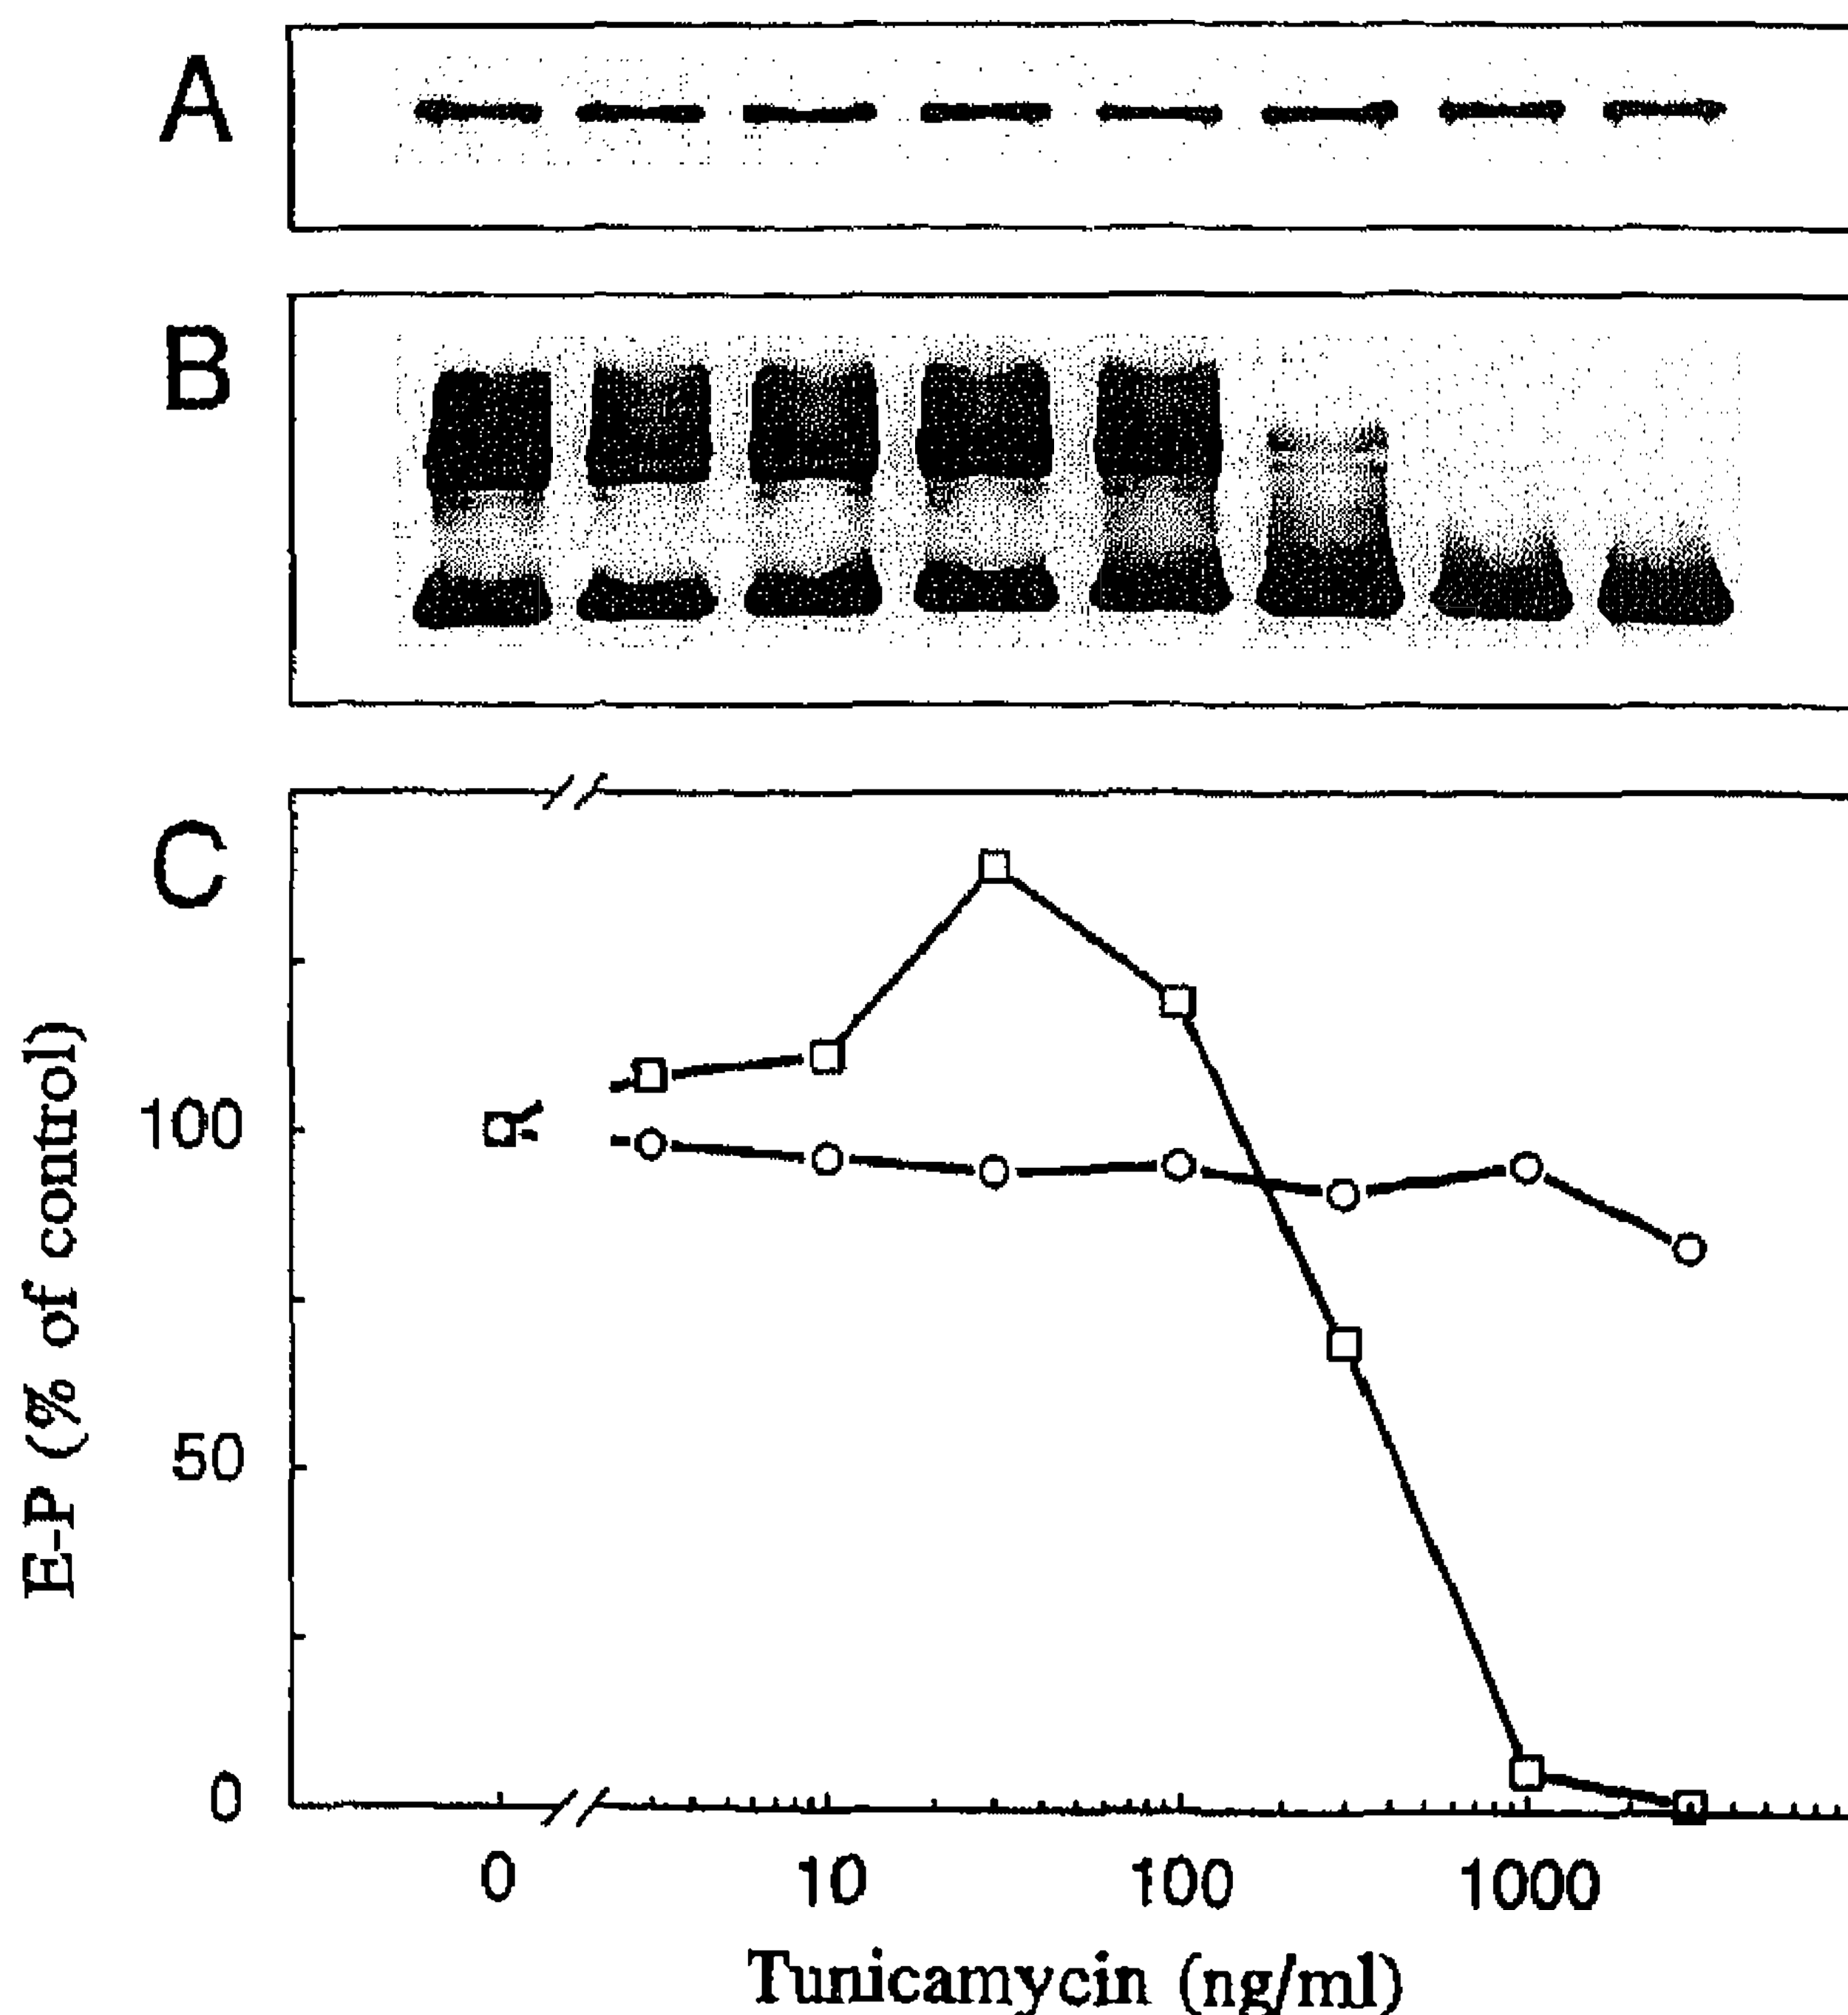 A
B
C
E-P (% of control)
100
50
0
0 10 100 1000
Tunicamycin (ng/ml)